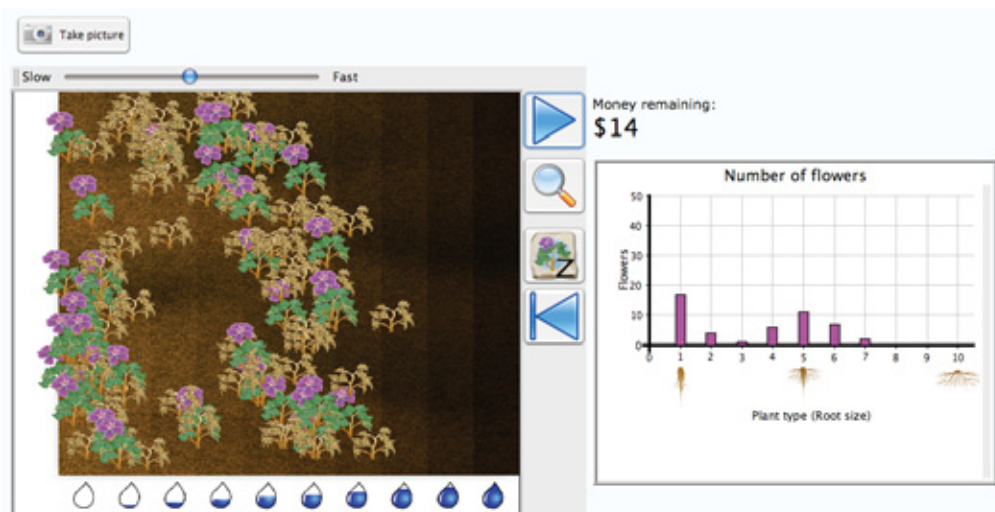 Take picture
Slow Fast
Money remaining:
$14
Number of flowers
50
40
30
20
10
0
Flowers
0 1 2 3 4 5 6 7 8 9 10
Plant type (Root size)
Z